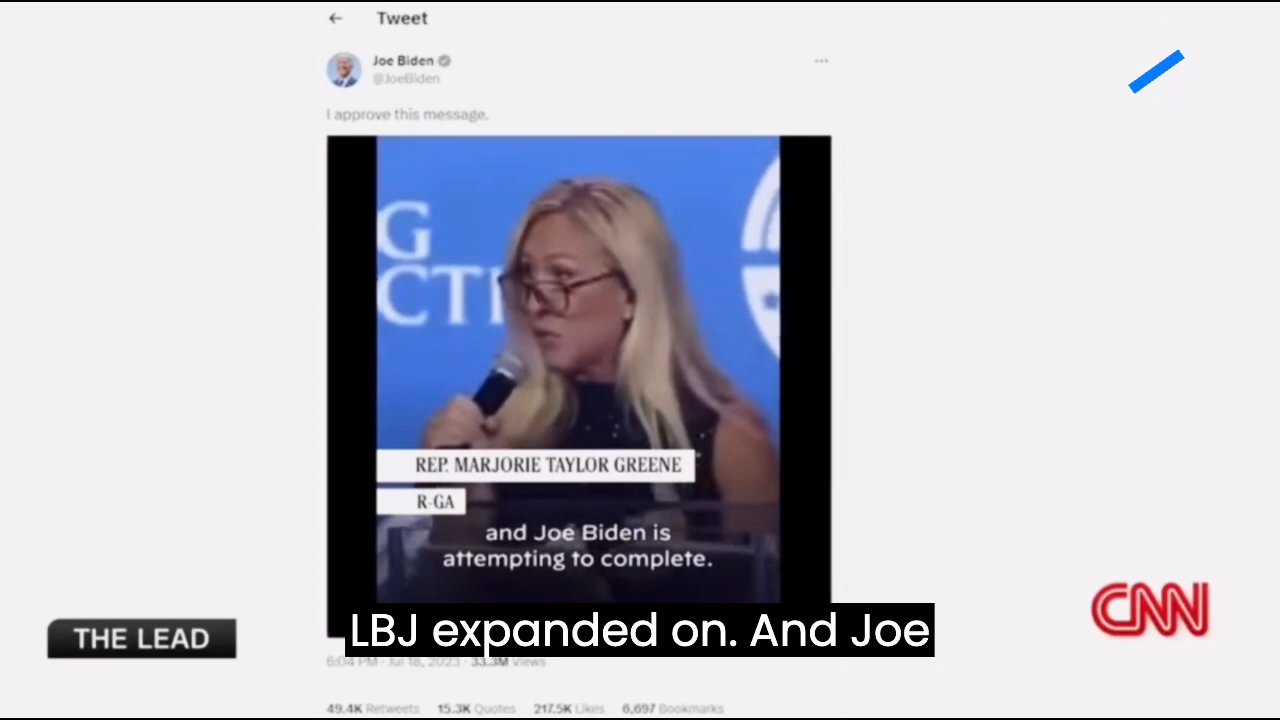 Tweet
Joe Biden
@JoeBiden
I approve this message.
G
CTI
REP. MARJORIE TAYLOR GREENE
R-GA
and Joe Biden is
attempting to complete.
LBJ expanded on. And Joe
THE LEAD
CNN
6:04 PM · Jul 18, 2023 · 33.3M Views
49.4K Retweets 15.3K Quotes 217.5K Likes 6,697 Bookmarks